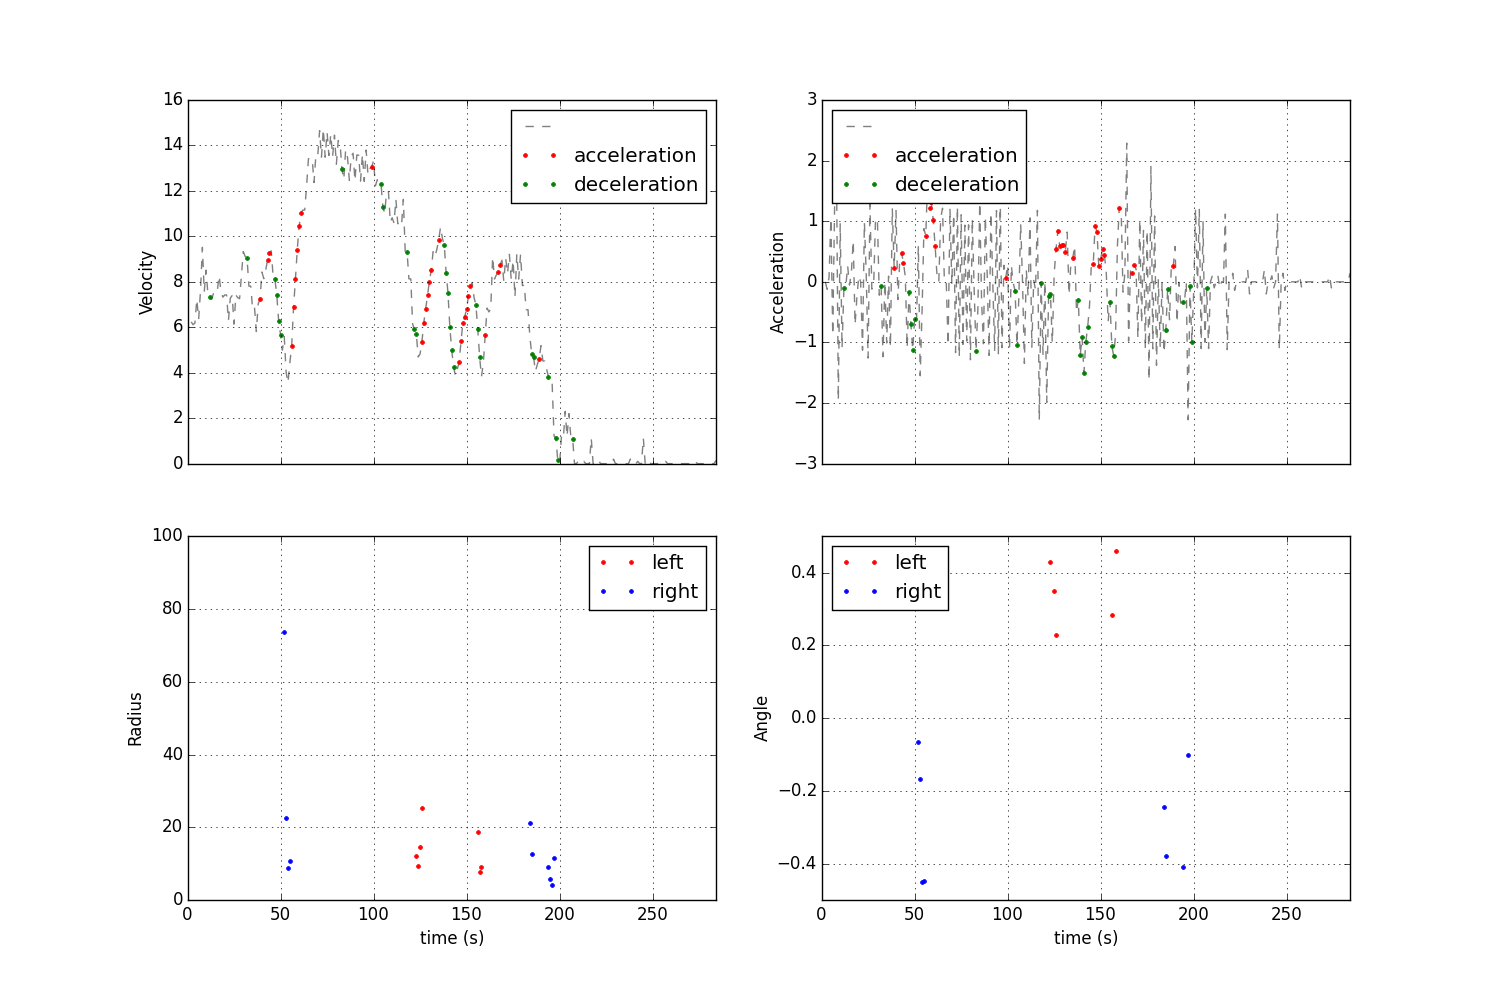 16
14
12
10
8
6
4
2
0
Velocity
acceleration
deceleration
3
2
1
0
−1
−2
−3
Acceleration
acceleration
deceleration
100
80
60
40
20
0
Radius
left
right
0 50 100 150 200 250
time (s)
0.4
0.2
0.0
−0.2
−0.4
Angle
left
right
0 50 100 150 200 250
time (s)